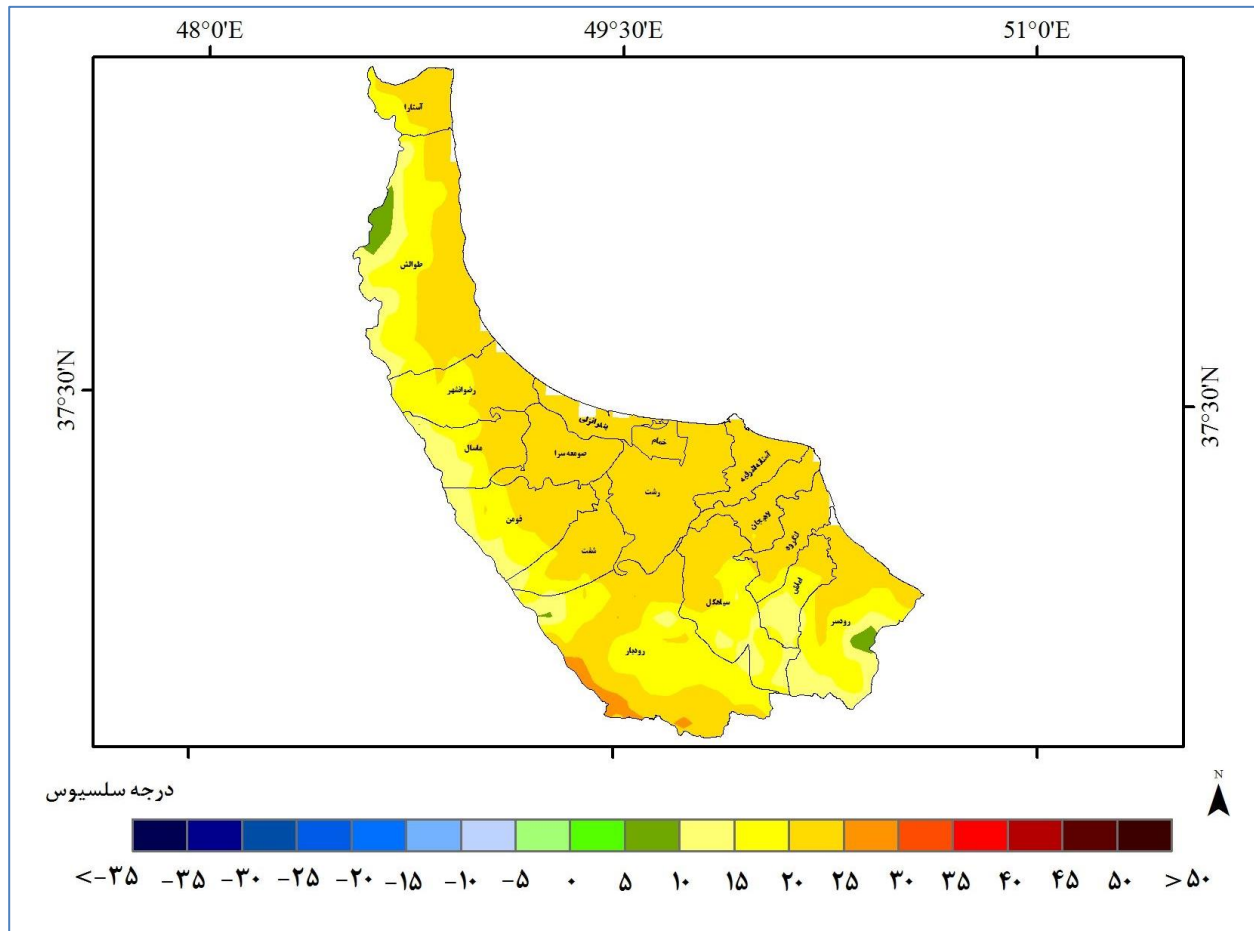 48°0'E 49°30'E 51°0'E
آستارا
طوالش
37°30'N 37°30'N
رضوانشهر
بندرانزلی
خمام
ماسال
صومعه سرا
آستانه اشرفیه
رشت
فومن
لاهیجان
شفت
لنگرود
املش
سیاهکل
رودسر
رودبار
درجه سلسیوس
N
<-۳۵ -۳۵ -۳۰ -۲۵ -۲۰ -۱۵ -۱۰ -۵ ۰ ۵ ۱۰ ۱۵ ۲۰ ۲۵ ۳۰ ۳۵ ۴۰ ۴۵ ۵۰ >۵۰